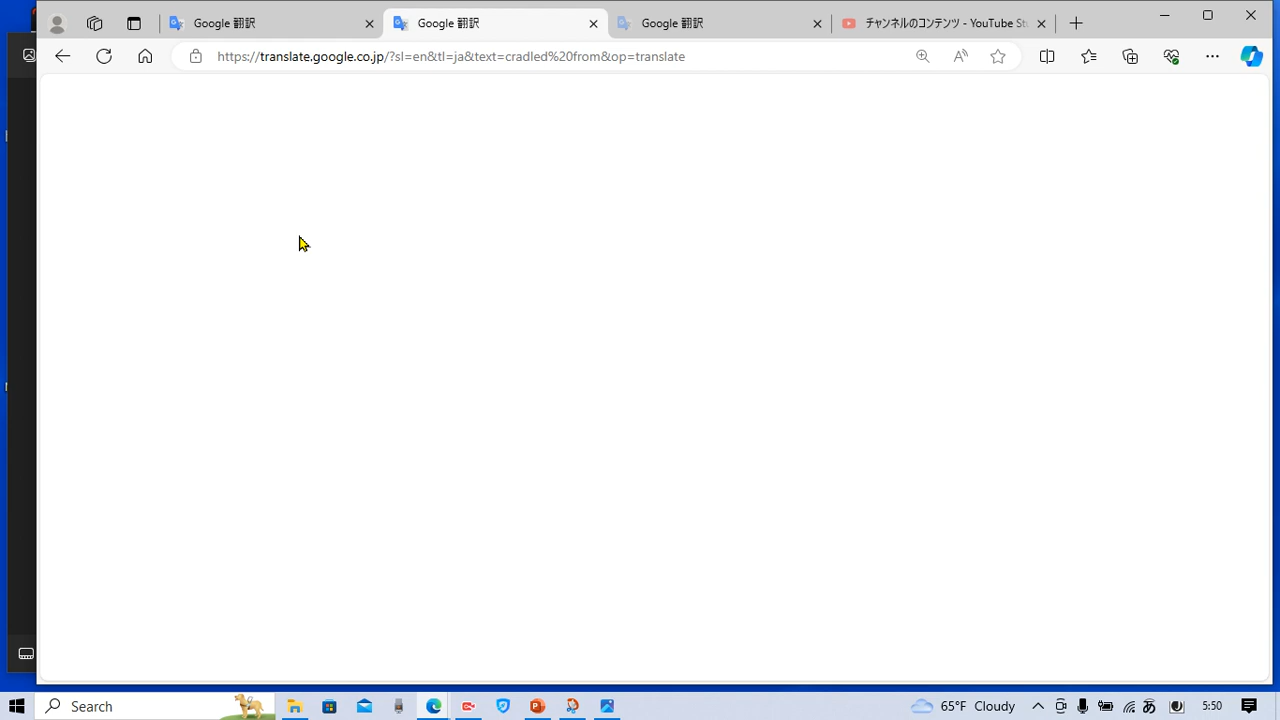 Google 翻訳
Google 翻訳
Google 翻訳
チャンネルのコンテンツ - YouTube St
https://translate.google.co.jp/?sl=en&tl=ja&text=cradled%20from&op=translate
Search
65°F Cloudy
あ
5:50